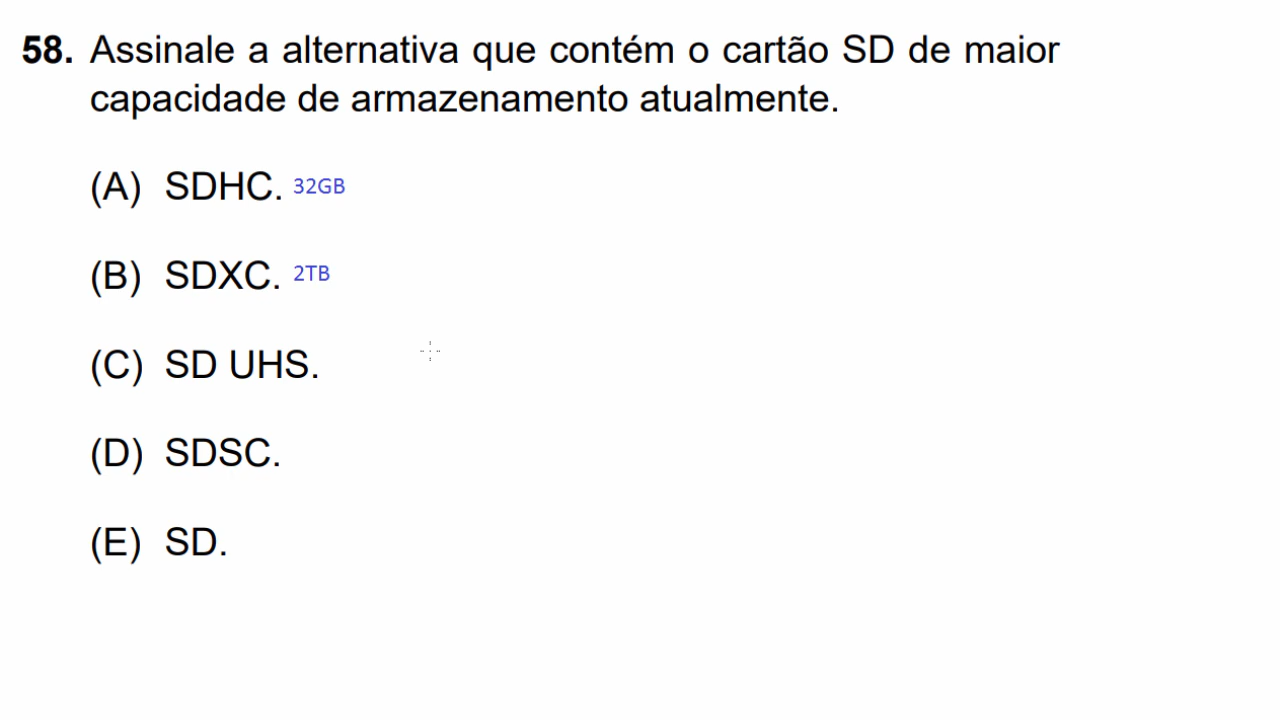 58. Assinale a alternativa que contém o cartão SD de maior
capacidade de armazenamento atualmente.
(A) SDHC. 32GB
(B) SDXC. 2TB
(C) SD UHS.
(D) SDSC.
(E) SD.